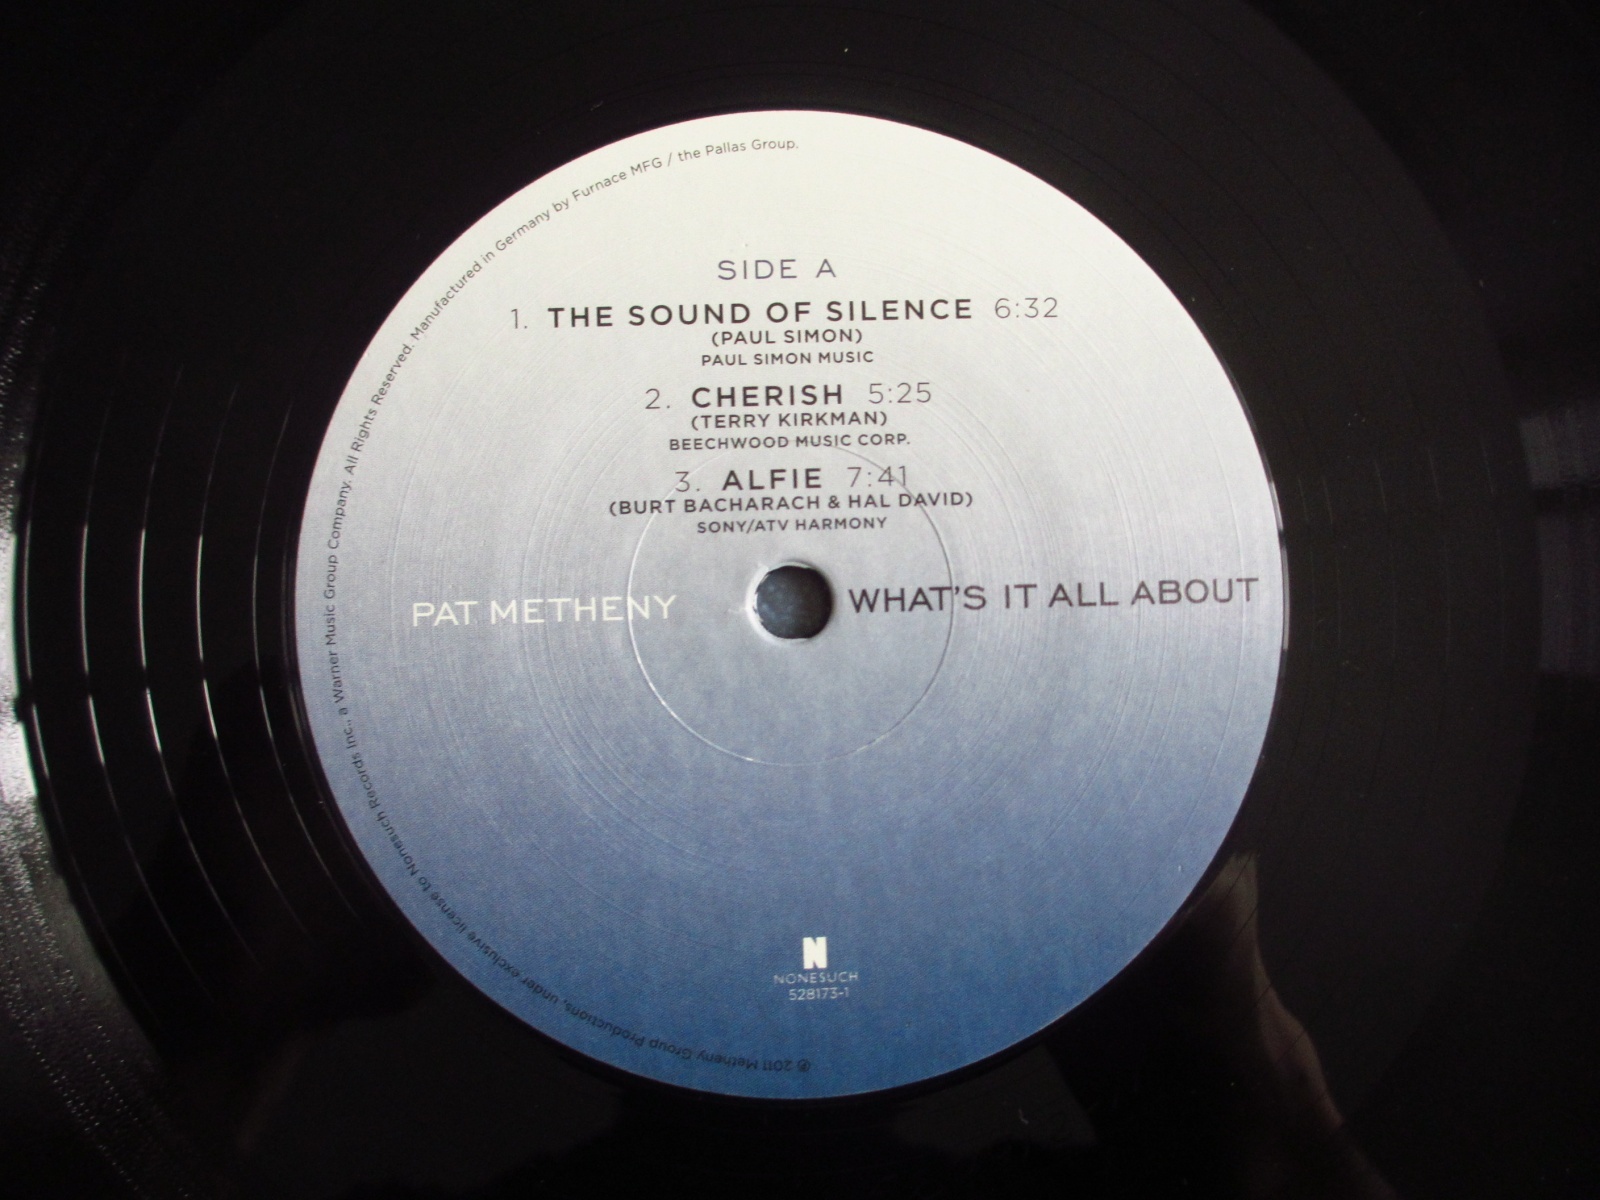 ℗ 2011 Metheny Group Productions, under exclusive license to Nonesuch Records Inc., a Warner Music Group Company. All Rights Reserved. Manufactured in Germany by Furnace MFG / the Pallas Group.
SIDE A
1. THE SOUND OF SILENCE 6:32
(PAUL SIMON)
PAUL SIMON MUSIC
2. CHERISH 5:25
(TERRY KIRKMAN)
BEECHWOOD MUSIC CORP.
3. ALFIE 7:41
(BURT BACHARACH & HAL DAVID)
SONY/ATV HARMONY
PAT METHENY WHAT'S IT ALL ABOUT
N
NONESUCH
528173-1